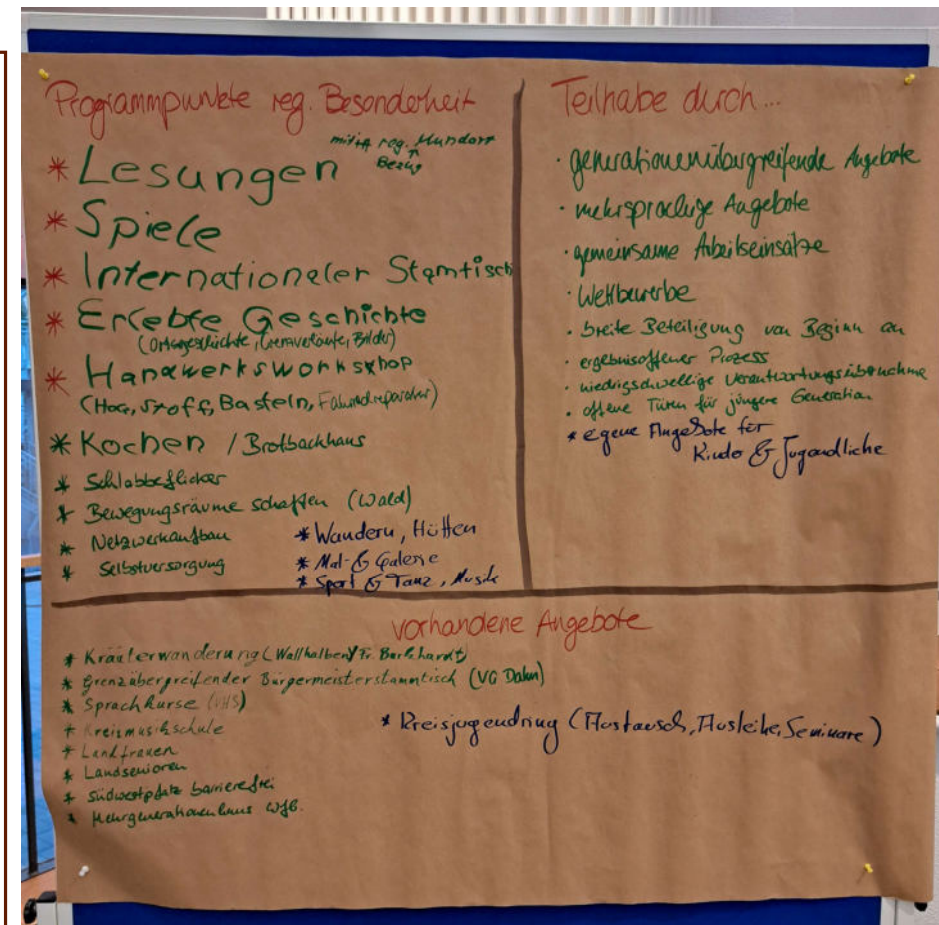 Programmpunkte reg. Besonderheit
* Lesungen
reg. Mundart
Bezug
* Spiele
* Internationaler Stamtisch
* Erlebte Geschichte
(Ortsgeschichte, Bilder)
* Handwerksworkshop
(Holz, Stoff, Basteln, Fahrradreparatur)
* Kochen / Brotbackhaus
* Schlabbeflicker
* Bewegungsräume schaffen (Wald)
* Netzwerkaufbau
* Selbstversorgung
* Wandern, Hütten
* Mal- & Galerie
* Sport & Tanz, Musik
Teilhabe durch...
· generationenübergreifende Angebote
· mehrsprachige Angebote
· gemeinsame Arbeitseinsätze
· Wettbewerbe
· breite Beteiligung von Beginn an
· ergebnisoffener Prozess
· niedrigschwellige Verantwortungsübernahme
· offene Türen für jüngere Generation
* eigene Angebote für
Kinder & Jugendliche
vorhandene Angebote
* Kräuterwanderung (Wallhalben/Fr. Burkhardt)
* Grenzübergreifender Bürgermeisterstammtisch (VG Dahn)
* Sprachkurse (VHS)
* Kreismusikschule
* Landfrauen
* Landsenioren
* Südwestpfalz barrierefrei
* Mehrgenerationenhaus
* Kreisjugendring (Austausch, Ausleihe, Seminare)